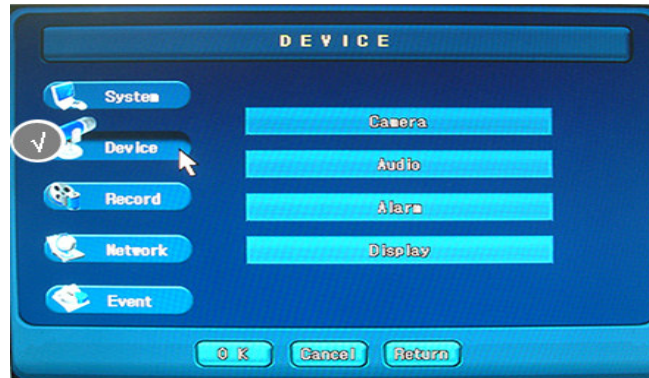 DEVICE
System
Camera
√
Device
Audio
Record
Alarm
Network
Display
Event
OK
Cancel
Return